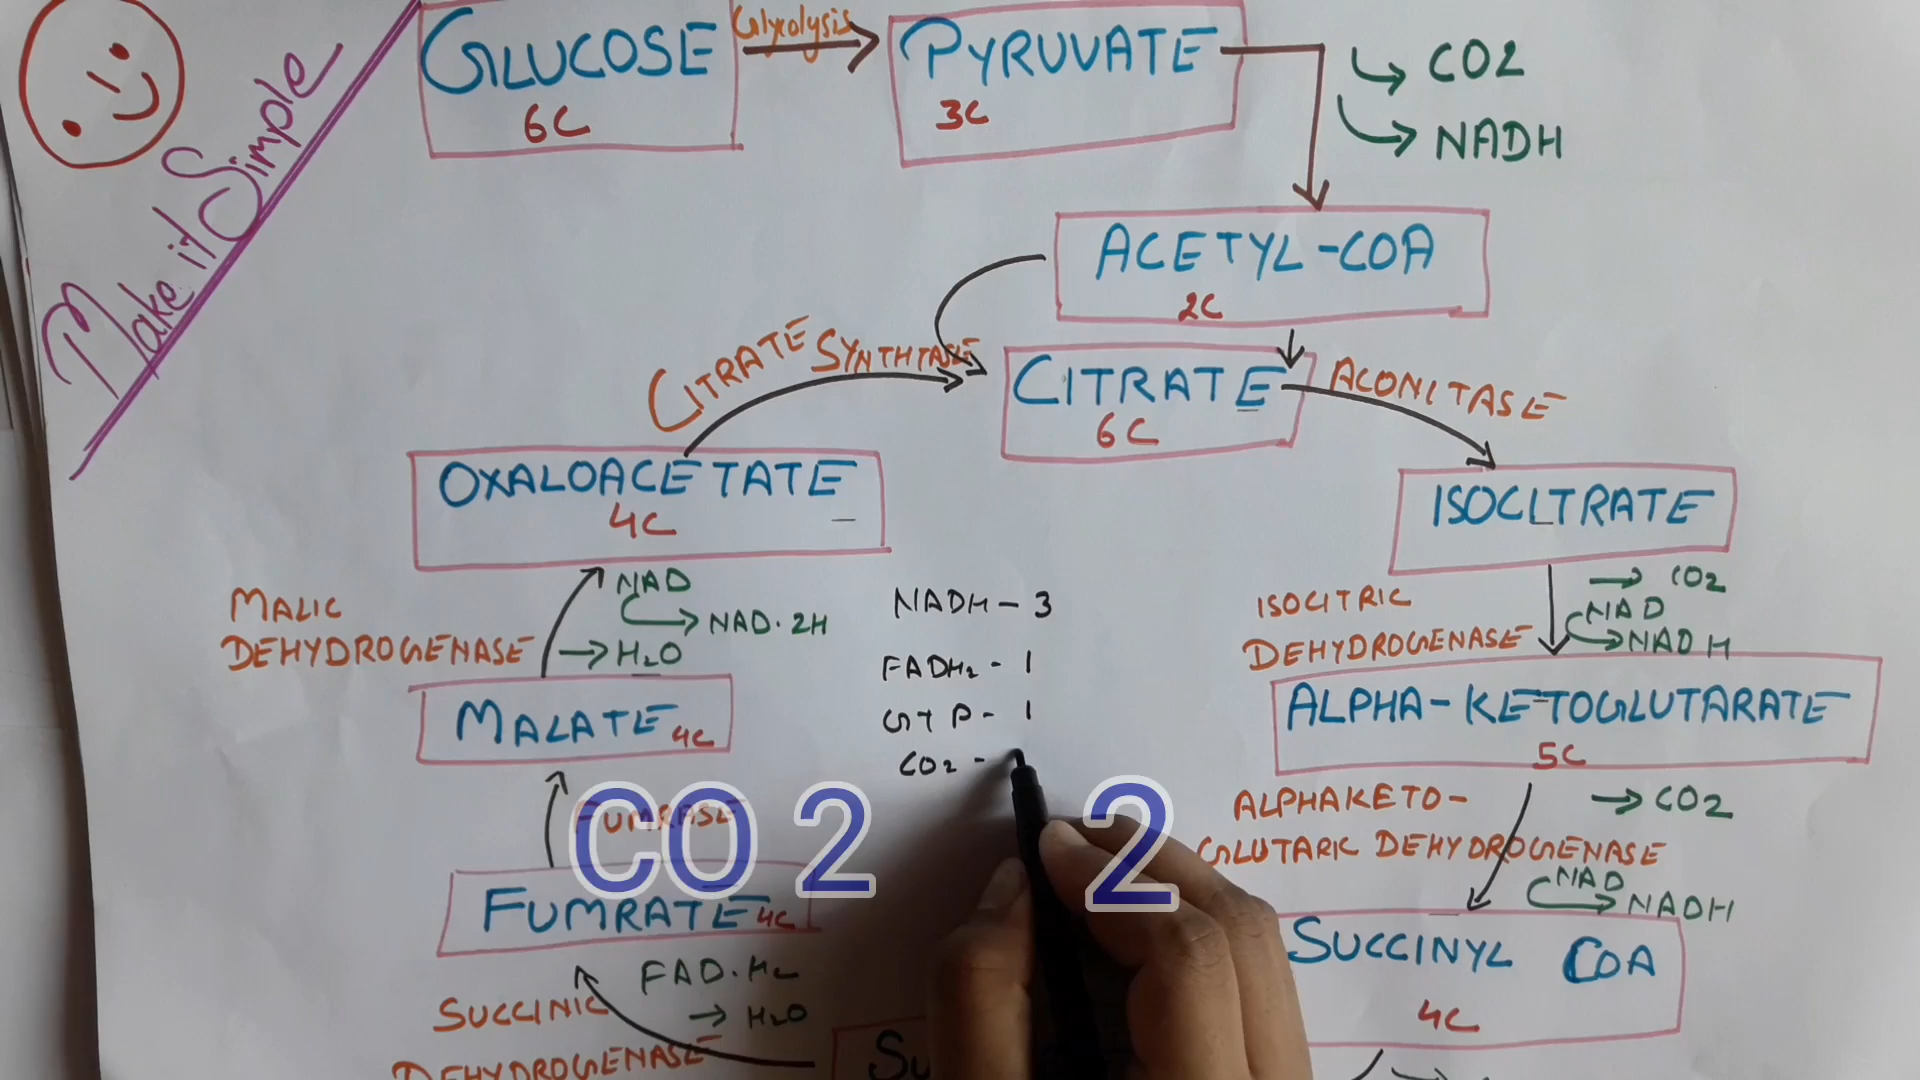 Make it Simple
GLUCOSE
6C
Glycolysis
PYRUVATE
3C
CO2
NADH
ACETYL-COA
2C
CITRATE SYNTHTASE
CITRATE
6C
ACONITASE
OXALOACETATE
4C
ISOCITRATE
MALIC
DEHYDROGENASE
NAD
NAD.2H
H2O
NADH - 3
FADH2 - 1
GTP - 1
CO2 -
ISOCITRIC
DEHYDROGENASE
CO2
NAD
NADH
MALATE 4C
ALPHA-KETOGLUTARATE
5C
FUMRASE
CO 2 2
ALPHAKETO-
GLUTARIC DEHYDROGENASE
CO2
NAD
NADH
FUMRATE 4C
SUCCINYL COA
4C
FAD.H2
H2O
SUCCINIC
DEHYDROGENASE